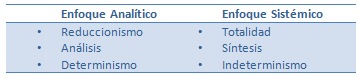 Enfoque Analítico Enfoque Sistémico
• Reduccionismo • Totalidad
• Análisis • Síntesis
• Determinismo • Indeterminismo